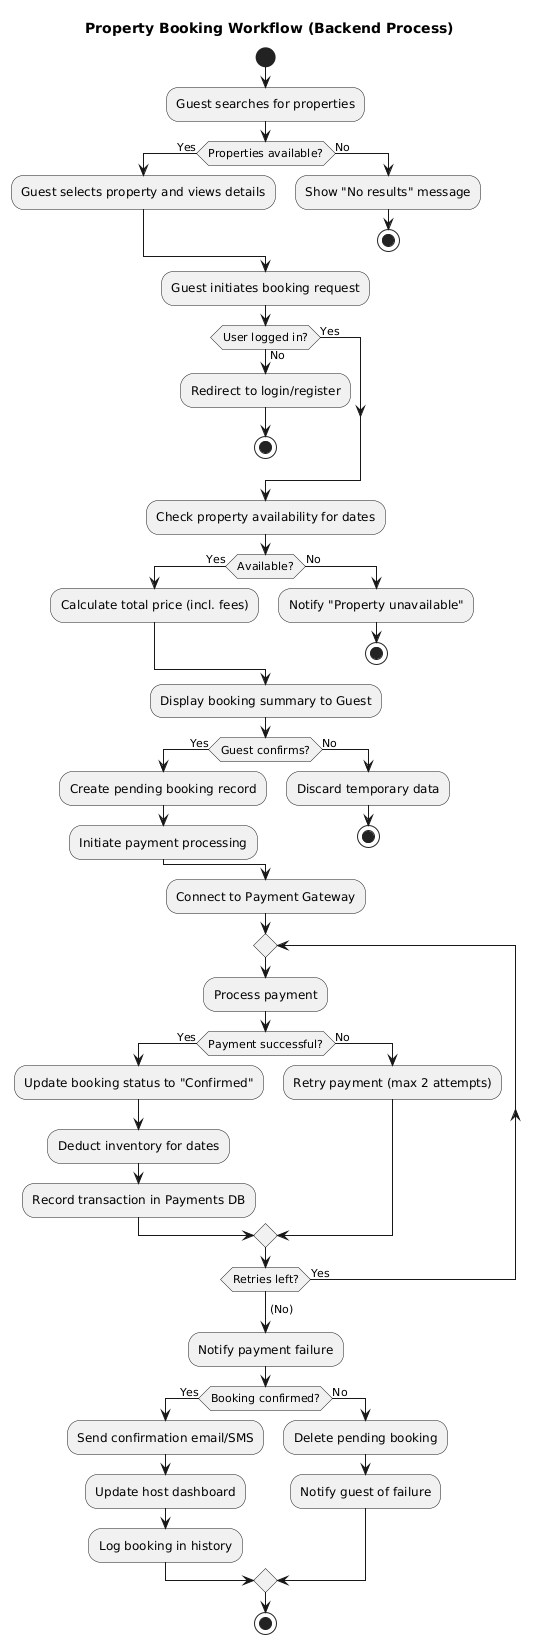 Property Booking Workflow (Backend Process)
Guest searches for properties
Properties available?
Yes
No
Guest selects property and views details
Show "No results" message
Guest initiates booking request
User logged in?
Yes
No
Redirect to login/register
Check property availability for dates
Available?
Yes
No
Calculate total price (incl. fees)
Notify "Property unavailable"
Display booking summary to Guest
Guest confirms?
Yes
No
Create pending booking record
Discard temporary data
Initiate payment processing
Connect to Payment Gateway
Process payment
Payment successful?
Yes
No
Update booking status to "Confirmed"
Retry payment (max 2 attempts)
Deduct inventory for dates
Record transaction in Payments DB
Retries left?
Yes
(No)
Notify payment failure
Booking confirmed?
Yes
No
Send confirmation email/SMS
Delete pending booking
Update host dashboard
Notify guest of failure
Log booking in history